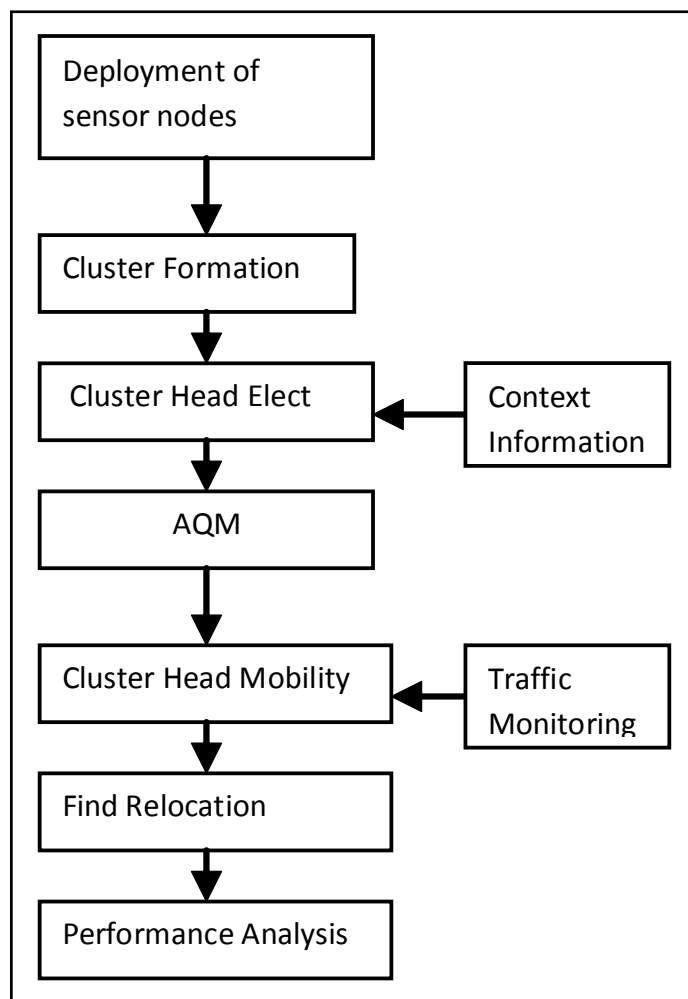 Deployment of
sensor nodes
Cluster Formation
Cluster Head Elect
Context
Information
AQM
Cluster Head Mobility
Traffic
Monitoring
Find Relocation
Performance Analysis